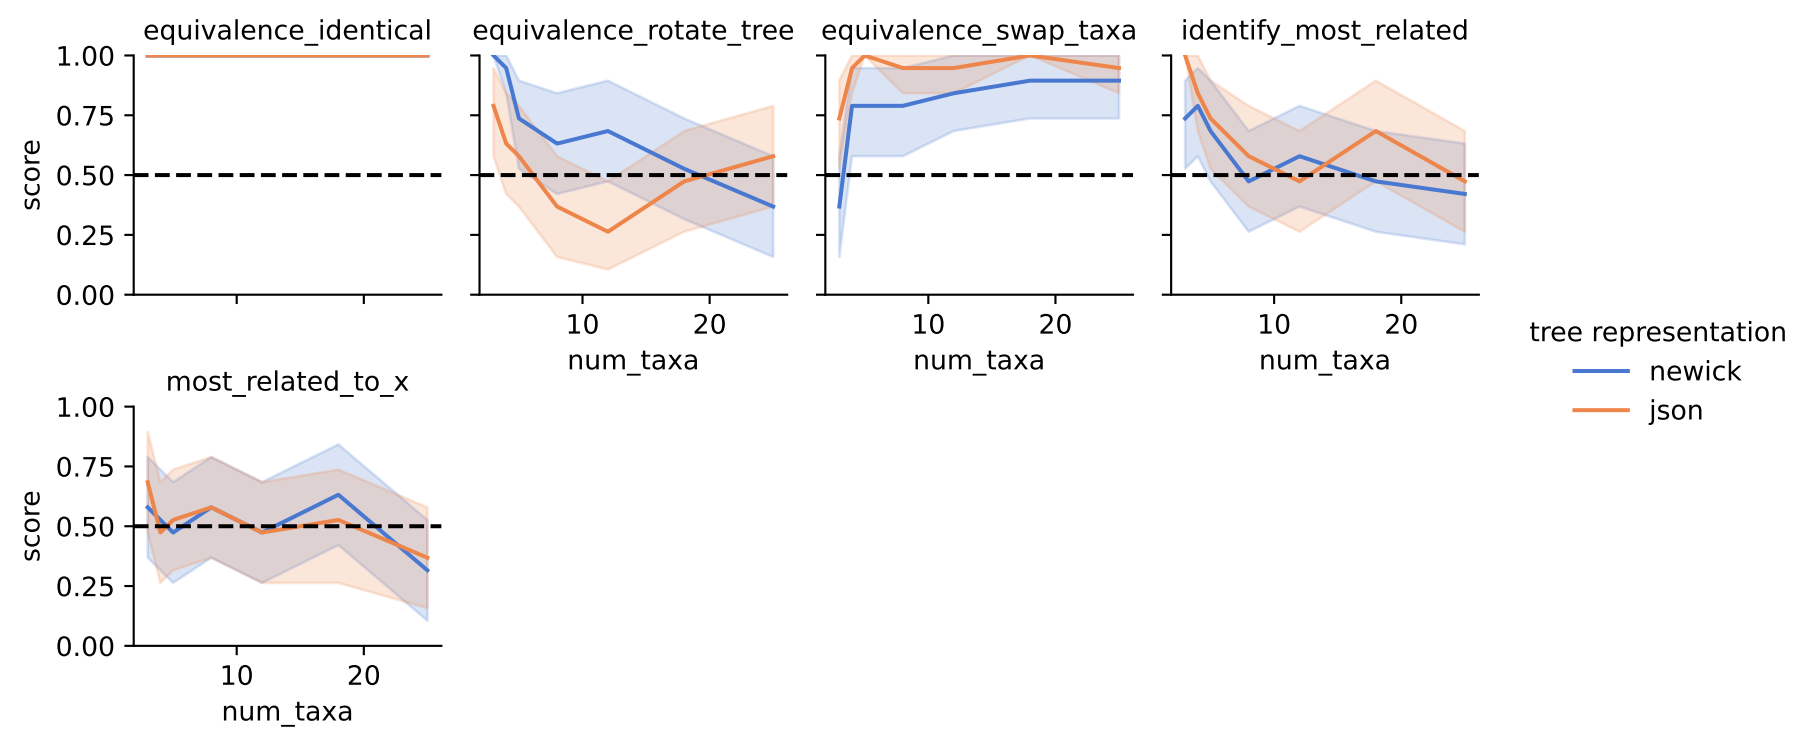 equivalence_identical
equivalence_rotate_tree
equivalence_swap_taxa
identify_most_related
1.00
0.75
0.50
0.25
0.00
score
10 20
num_taxa
10 20
num_taxa
10 20
num_taxa
tree representation
newick
json
most_related_to_x
1.00
0.75
0.50
0.25
0.00
score
10 20
num_taxa